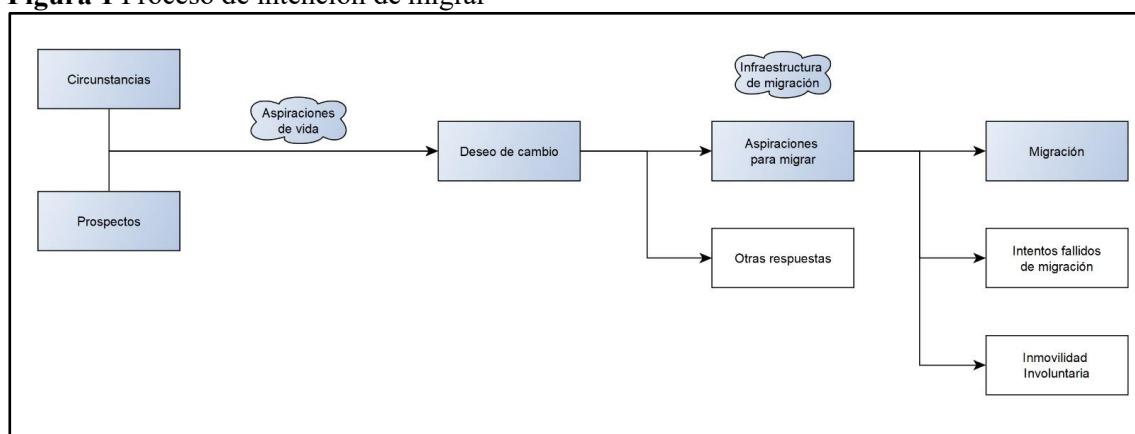 Figura 1 Proceso de intención de migrar
Circunstancias
Infraestructura
de migración
Aspiraciones
de vida
Deseo de cambio
Aspiraciones
para migrar
Migración
Prospectos
Otras respuestas
Intentos fallidos
de migración
Inmovilidad
Involuntaria